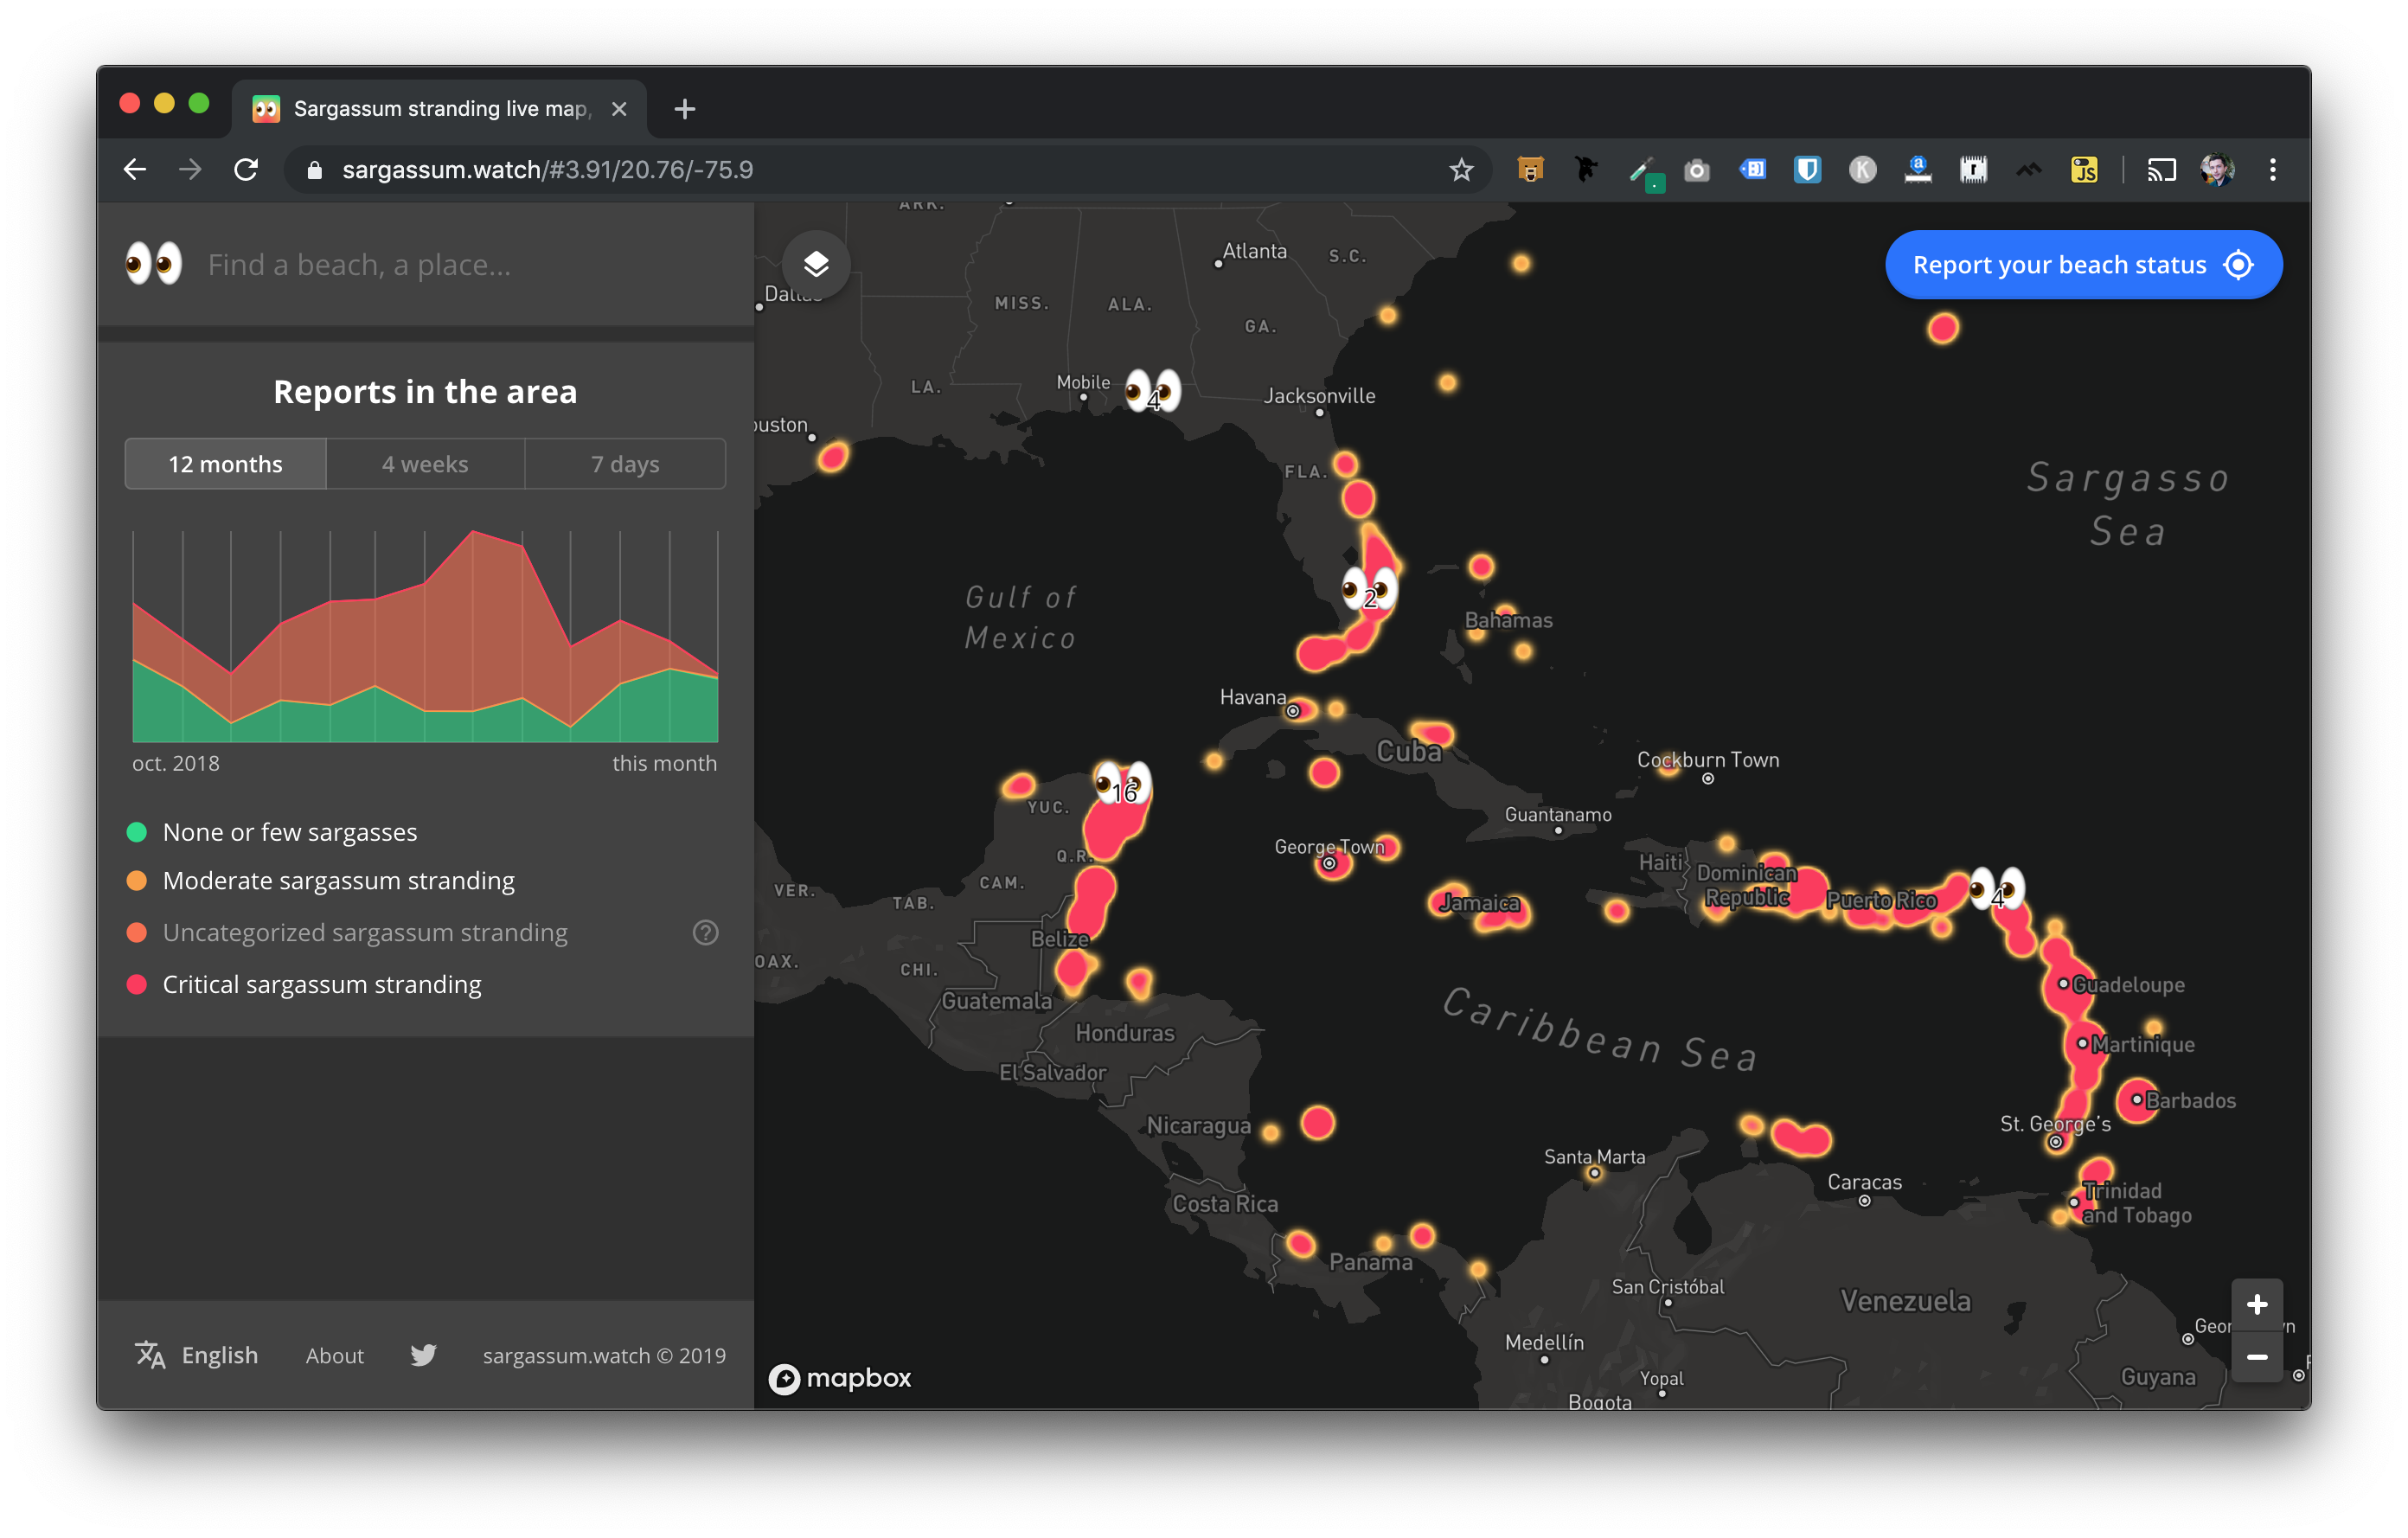 Sargassum stranding live map,
sargassum.watch/#3.91/20.76/-75.9
Find a beach, a place...
Reports in the area
12 months
4 weeks
7 days
oct. 2018
this month
None or few sargasses
Moderate sargassum stranding
Uncategorized sargassum stranding
?
Critical sargassum stranding
English
About
sargassum.watch © 2019
Report your beach status
ARK.
Atlanta
S.C.
MISS.
ALA.
GA.
LA.
Mobile
4
Jacksonville
FLA.
Sargasso
Sea
Gulf of
Mexico
2
Bahamas
Havana
Cuba
Cockburn Town
16
YUC.
Guantanamo
George Town
Q.R.
Haiti
Dominican
Republic
CAM.
VER.
TAB.
Jamaica
Puerto Rico
4
Belize
OAX.
CHI.
Guadeloupe
Guatemala
Honduras
Caribbean Sea
Martinique
El Salvador
Barbados
Nicaragua
St. George's
Santa Marta
Caracas
Costa Rica
Trinidad
and Tobago
Panama
San Cristóbal
Venezuela
Medellín
Yopal
Bogota
Guyana
mapbox
+
−